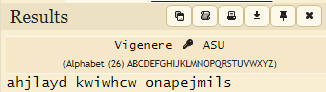 Results
Vigenere 🔑 ASU
(Alphabet (26) ABCDEFGHIJKLMNOPQRSTUVWXYZ)
ahjlayd kwiwhcw onapejmils